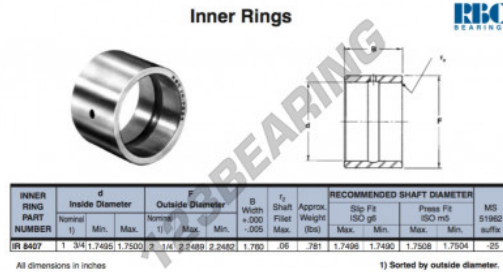 Inner Rings
RBC
BEARINGS
B
r₂
d
F
123BEARING
INNER RING PART NUMBER
d Inside Diameter
Nominal 1) Min. Max.
F Outside Diameter
Nominal 1) Max. Min.
B Width +.000 -.005
r₂ Shaft Fillet Max.
Approx. Weight (lbs)
RECOMMENDED SHAFT DIAMETER
Slip Fit ISO g6
Max. Min.
Press Fit ISO m5
Max. Min.
MS 51962 suffix
IR 8407 1 3/4 1.7495 1.7500 2 1/4 2.2489 2.2482 1.760 .06 .781 1.7496 1.7490 1.7508 1.7504 -25
All dimensions in inches
1) Sorted by outside diameter.